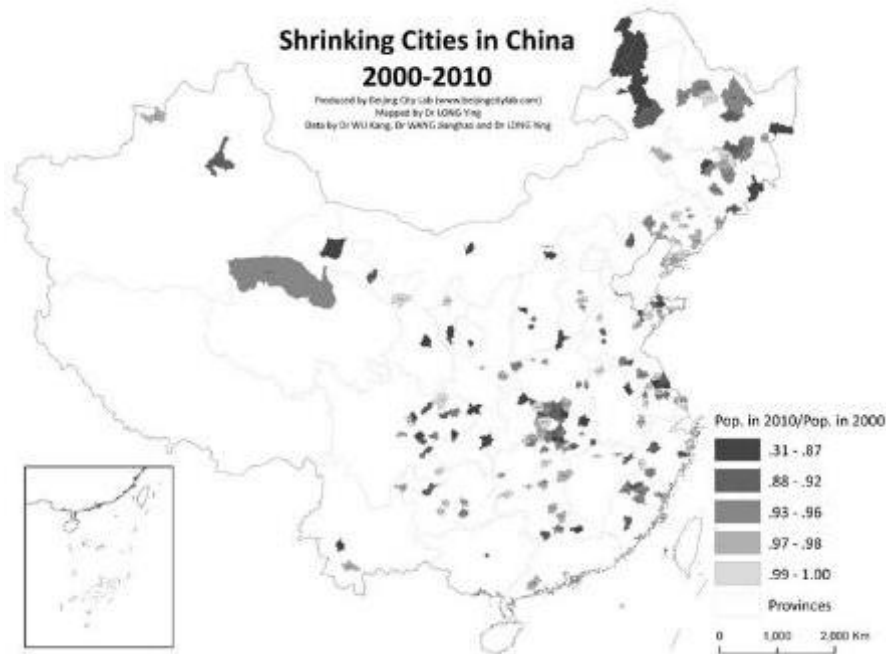 Shrinking Cities in China
2000-2010
Produced by Beijing City Lab (www.beijingcitylab.com)
Mapped by Dr LONG Ying
Data by Dr WU Kang, Dr WANG Jianghao and Dr LONG Ying
Pop. in 2010/Pop. in 2000
.31 - .87
.88 - .92
.93 - .96
.97 - .98
.99 - 1.00
Provinces
0 1,000 2,000 Km